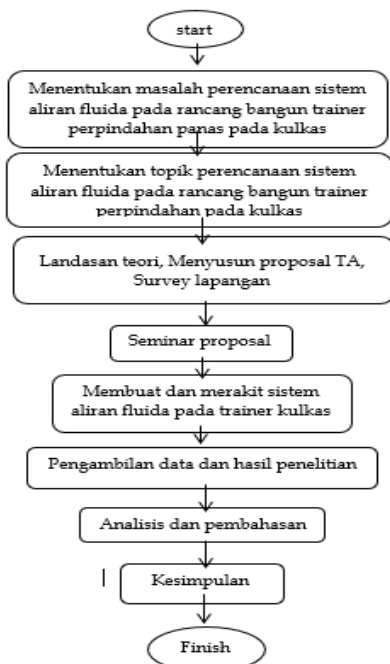 start
Menentukan masalah perencanaan sistem
aliran fluida pada rancang bangun trainer
perpindahan panas pada kulkas
Menentukan topik perencanaan sistem
aliran fluida pada rancang bangun trainer
perpindahan pada kulkas
Landasan teori, Menyusun proposal TA,
Survey lapangan
Seminar proposal
Membuat dan merakit sistem
aliran fluida pada trainer kulkas
Pengambilan data dan hasil penelitian
Analisis dan pembahasan
Kesimpulan
Finish